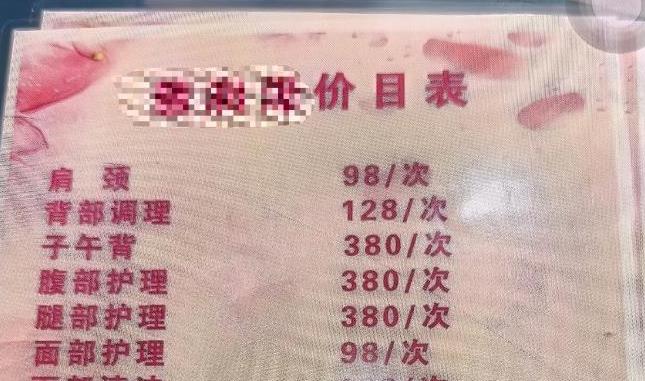 价目表
肩 颈 98/次
背部调理 128/次
子午背 380/次
腹部护理 380/次
腿部护理 380/次
面部护理 98/次